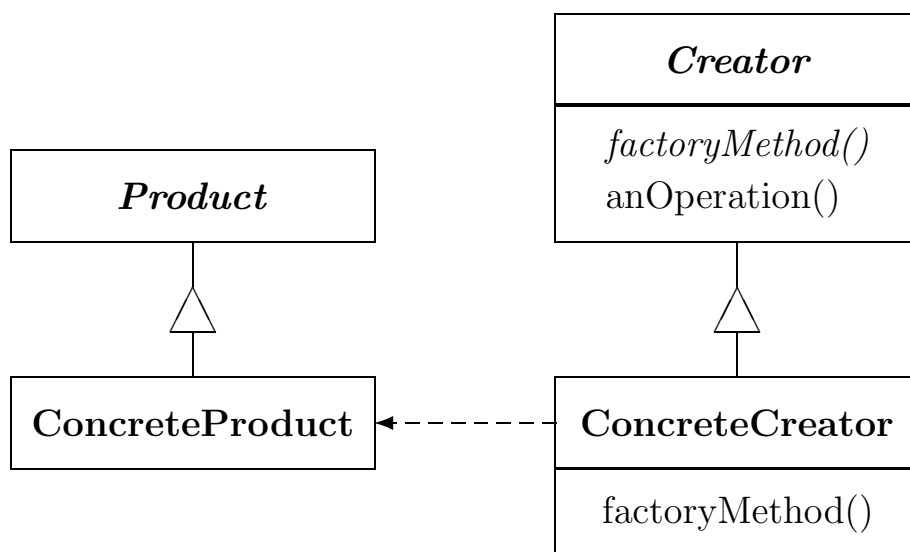 Creator
factoryMethod()
anOperation()
Product
ConcreteProduct
ConcreteCreator
factoryMethod()